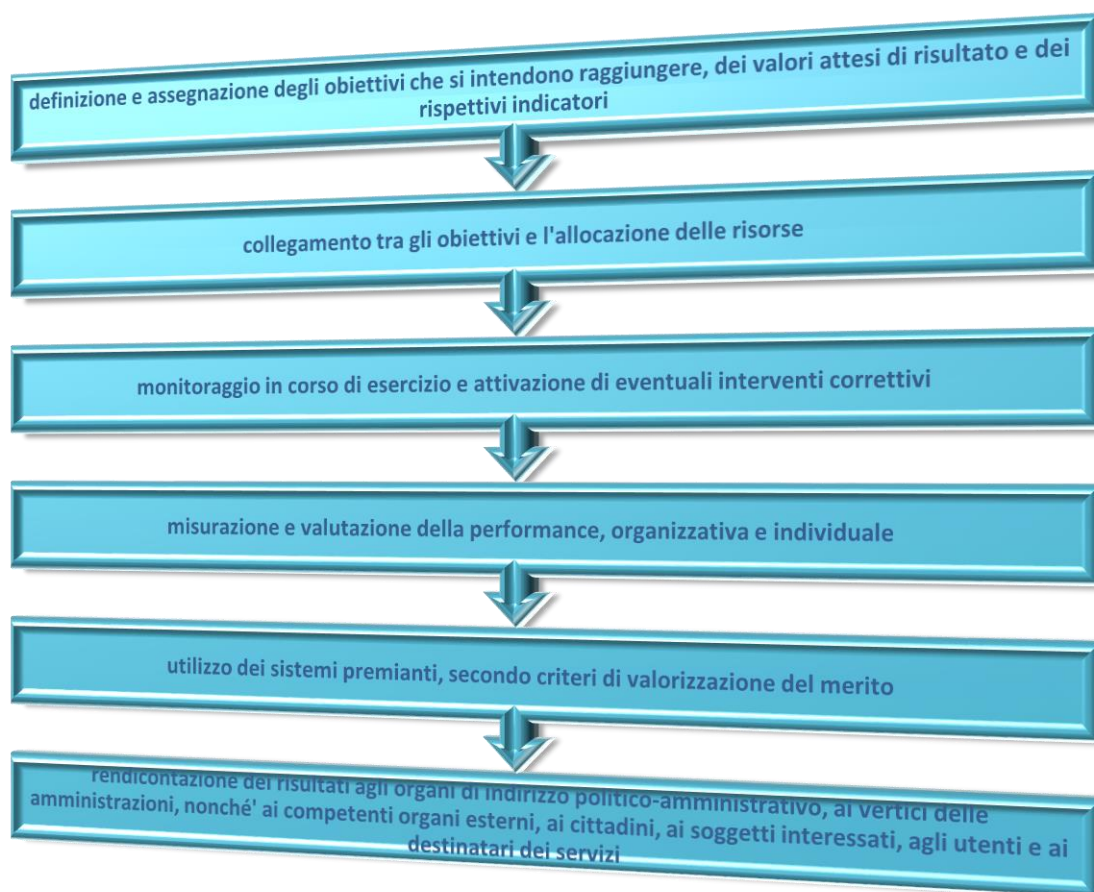 definizione e assegnazione degli obiettivi che si intendono raggiungere, dei valori attesi di risultato e dei
rispettivi indicatori
collegamento tra gli obiettivi e l'allocazione delle risorse
monitoraggio in corso di esercizio e attivazione di eventuali interventi correttivi
misurazione e valutazione della performance, organizzativa e individuale
utilizzo dei sistemi premianti, secondo criteri di valorizzazione del merito
rendicontazione dei risultati agli organi di indirizzo politico-amministrativo, ai vertici delle
amministrazioni, nonché' ai competenti organi esterni, ai cittadini, ai soggetti interessati, agli utenti e ai
destinatari dei servizi